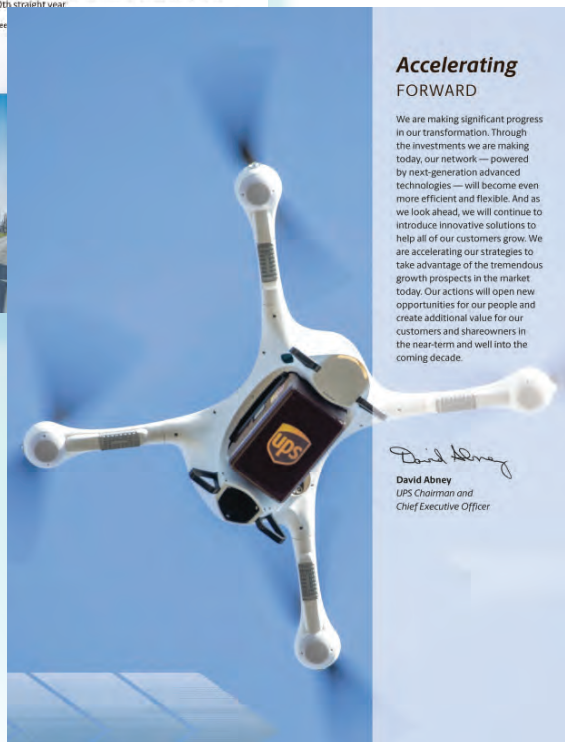 0th straight year
Accelerating
FORWARD
We are making significant progress
in our transformation. Through
the investments we are making
today, our network — powered
by next-generation advanced
technologies — will become even
more efficient and flexible. And as
we look ahead, we will continue to
introduce innovative solutions to
help all of our customers grow. We
are accelerating our strategies to
take advantage of the tremendous
growth prospects in the market
today. Our actions will open new
opportunities for our people and
create additional value for our
customers and shareowners in
the near-term and well into the
coming decade.
David Abney
David Abney
UPS Chairman and
Chief Executive Officer
ups